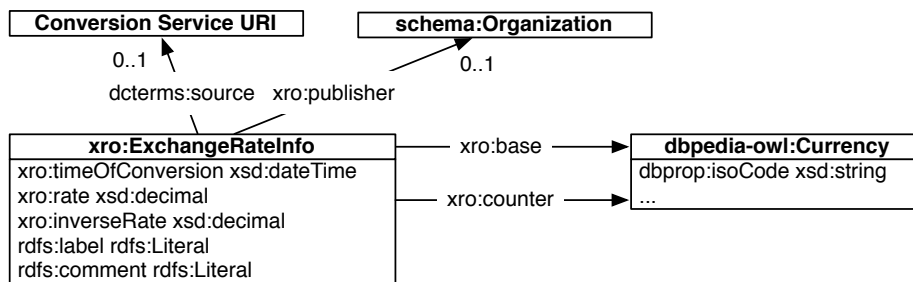 Conversion Service URI
schema:Organization
0..1
0..1
dcterms:source xro:publisher
xro:ExchangeRateInfo
xro:timeOfConversion xsd:dateTime
xro:rate xsd:decimal
xro:inverseRate xsd:decimal
rdfs:label rdfs:Literal
rdfs:comment rdfs:Literal
xro:base
xro:counter
dbpedia-owl:Currency
dbprop:isoCode xsd:string
...